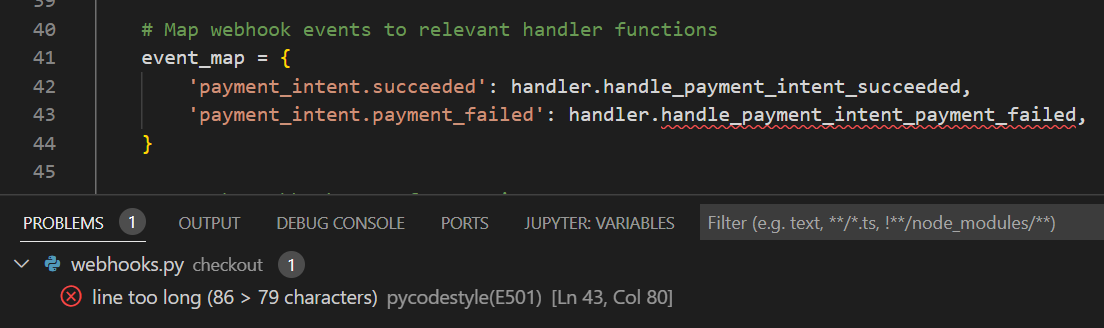 39
40 # Map webhook events to relevant handler functions
41 event_map = {
42 'payment_intent.succeeded': handler.handle_payment_intent_succeeded,
43 'payment_intent.payment_failed': handler.handle_payment_intent_payment_failed,
44 }
45
PROBLEMS 1 OUTPUT DEBUG CONSOLE PORTS JUPYTER: VARIABLES Filter (e.g. text, **/*.ts, !**/node_modules/**)
webhooks.py checkout 1
line too long (86 > 79 characters) pycodestyle(E501) [Ln 43, Col 80]